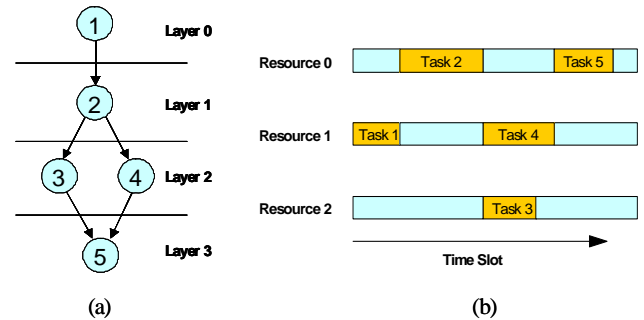 1
Layer 0
2
Layer 1
3
4
Layer 2
5
Layer 3
(a)
Resource 0
Task 2
Task 5
Resource 1
Task 1
Task 4
Resource 2
Task 3
Time Slot
(b)